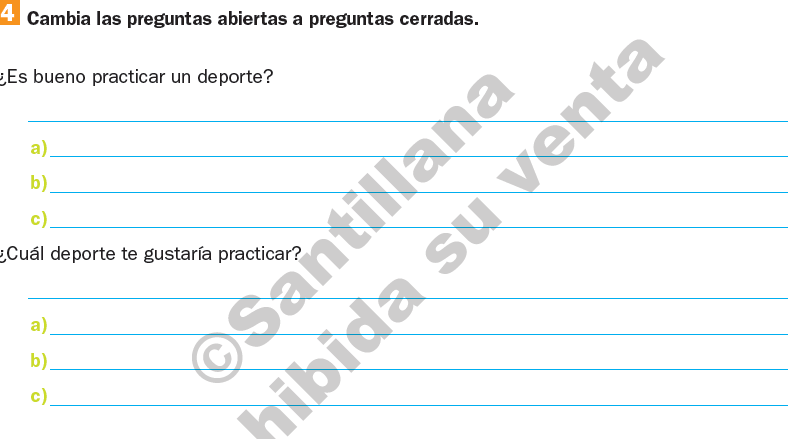 4 Cambia las preguntas abiertas a preguntas cerradas.
¿Es bueno practicar un deporte?
a)
b)
c)
¿Cuál deporte te gustaría practicar?
a)
b)
c)
©Santillana
hibida su venta